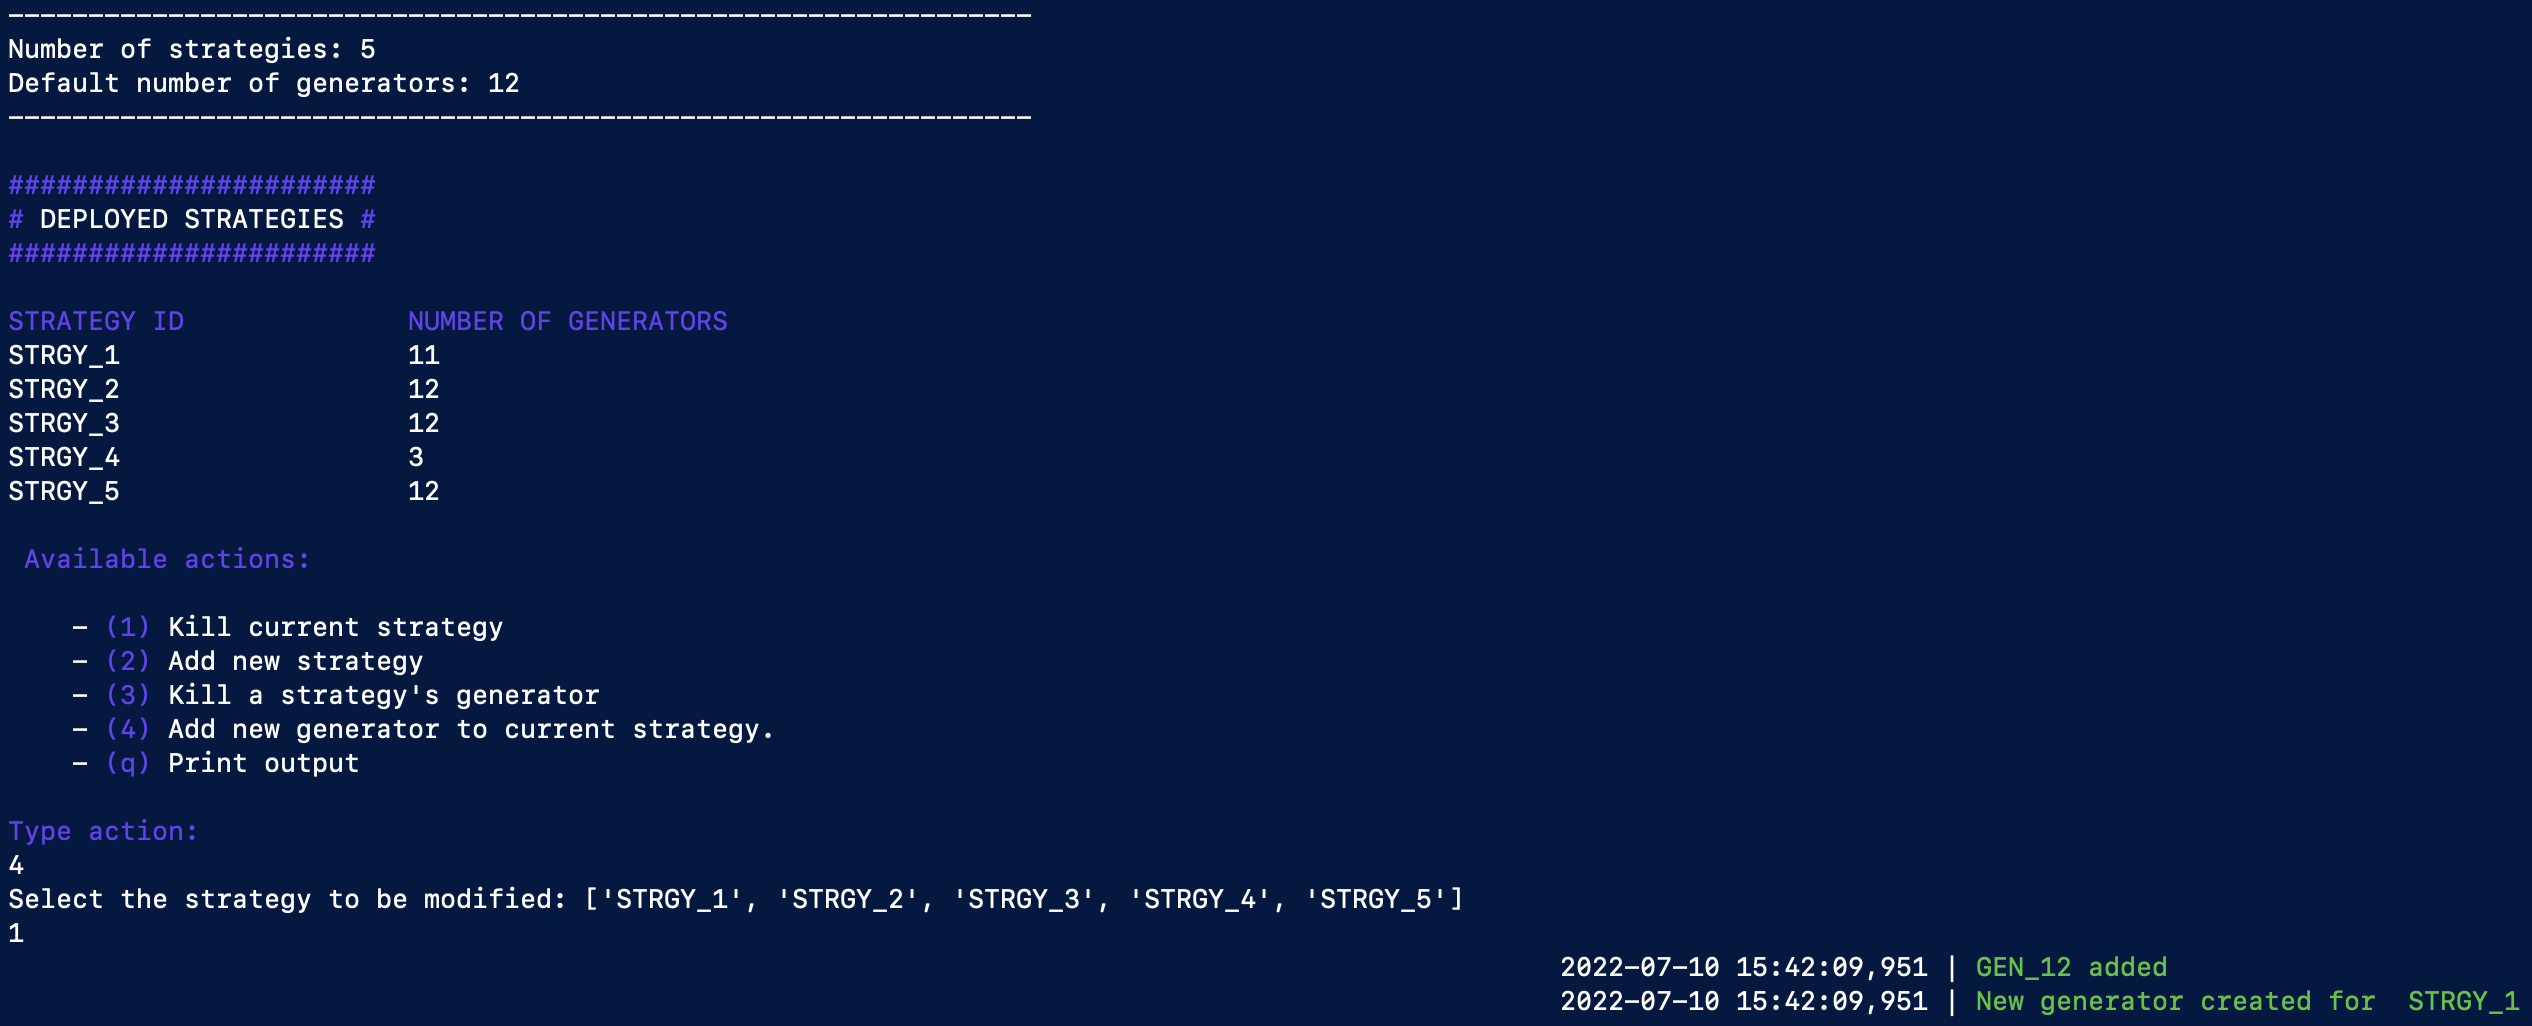 ----------------------------------------------------------------
Number of strategies: 5
Default number of generators: 12
----------------------------------------------------------------
#######################
# DEPLOYED STRATEGIES #
#######################
STRATEGY ID NUMBER OF GENERATORS
STRGY_1 11
STRGY_2 12
STRGY_3 12
STRGY_4 3
STRGY_5 12
Available actions:
- (1) Kill current strategy
- (2) Add new strategy
- (3) Kill a strategy's generator
- (4) Add new generator to current strategy.
- (q) Print output
Type action:
4
Select the strategy to be modified: ['STRGY_1', 'STRGY_2', 'STRGY_3', 'STRGY_4', 'STRGY_5']
1
2022-07-10 15:42:09,951 | GEN_12 added
2022-07-10 15:42:09,951 | New generator created for  STRGY_1